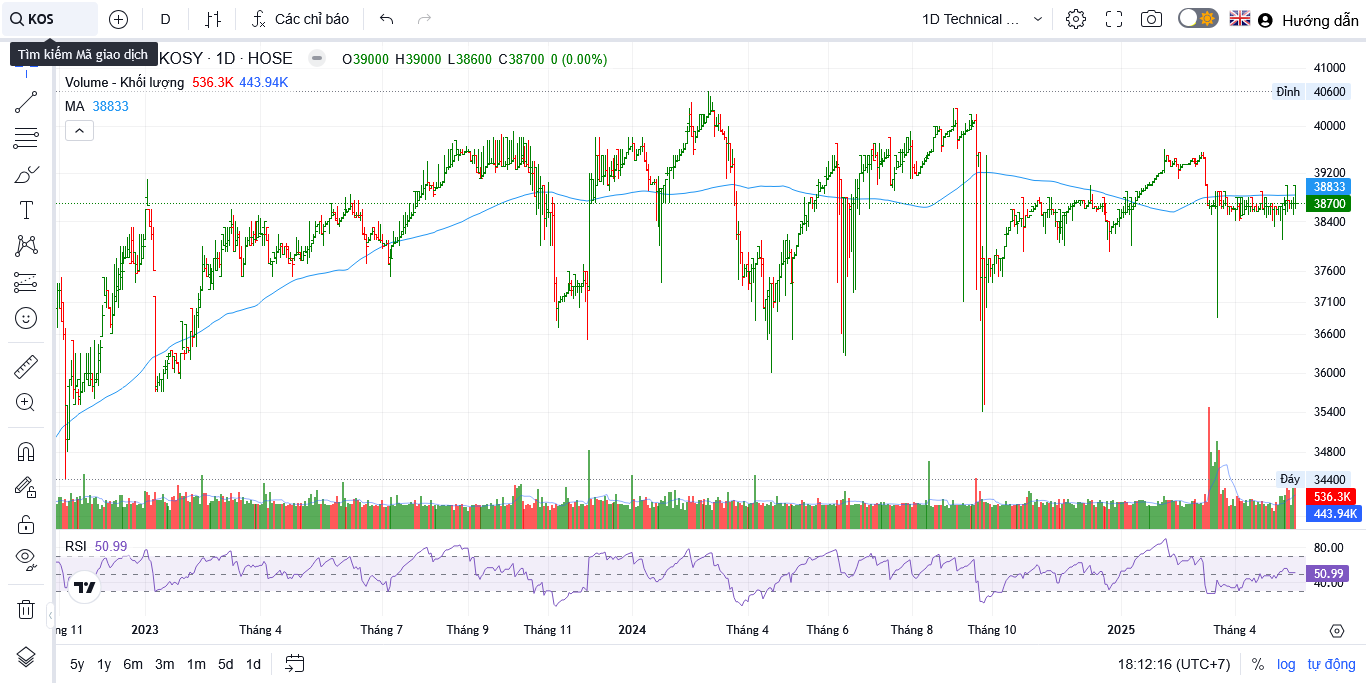 KOS D Các chỉ báo 1D Technical ... Hướng dẫn
Tìm kiếm Mã giao dịch
KOSY · 1D · HOSE O39000 H39000 L38600 C38700 0 (0.00%)
Volume - Khối lượng 536.3K 443.94K
MA 38833
41000
Đỉnh 40600
40000
39200
38833
38700
38400
37600
37100
36600
36000
35400
34800
Đáy 34400
536.3K
443.94K
RSI 50.99
80.00
50.99
40.00
ng 11 2023 Tháng 4 Tháng 7 Tháng 9 Tháng 11 2024 Tháng 4 Tháng 6 Tháng 8 Tháng 10 2025 Tháng 4
5y 1y 6m 3m 1m 5d 1d 18:12:16 (UTC+7) % log tự động